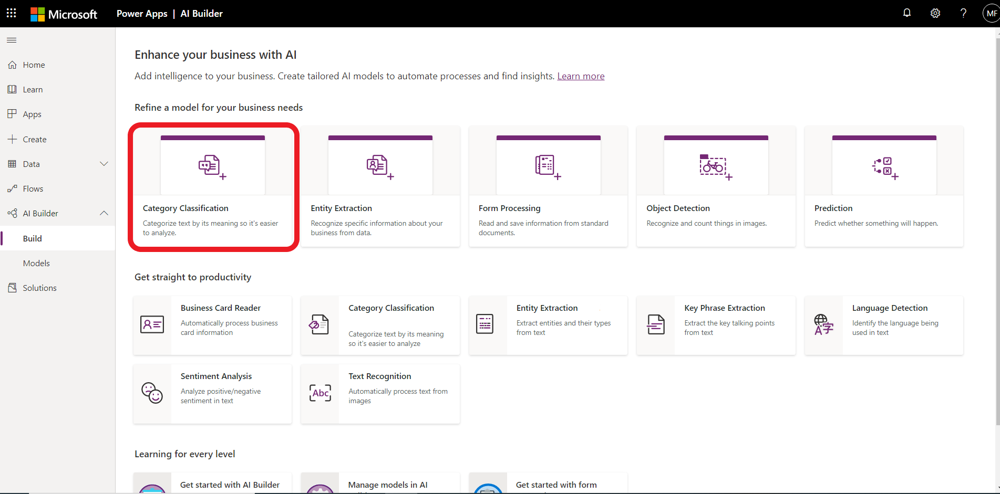 Microsoft
Power Apps | AI Builder
MF
Home
Learn
Apps
Create
Data
Flows
AI Builder
Build
Models
Solutions
Enhance your business with AI
Add intelligence to your business. Create tailored AI models to automate processes and find insights. Learn more
Refine a model for your business needs
Category Classification
Categorize text by its meaning so it's easier
to analyze.
Entity Extraction
Recognize specific information about your
business from data.
Form Processing
Read and save information from standard
documents.
Object Detection
Recognize and count things in images.
Prediction
Predict whether something will happen.
Get straight to productivity
Business Card Reader
Automatically process business
card information
Category Classification
Categorize text by its meaning
so it's easier to analyze
Entity Extraction
Extract entities and their types
from text
Key Phrase Extraction
Extract the key talking points
from text
A字
Language Detection
Identify the language being
used in text
Sentiment Analysis
Analyze positive/negative
sentiment in text
Abc
Text Recognition
Automatically process text from
images
Learning for every level
Get started with AI Builder
Manage models in AI
Get started with form